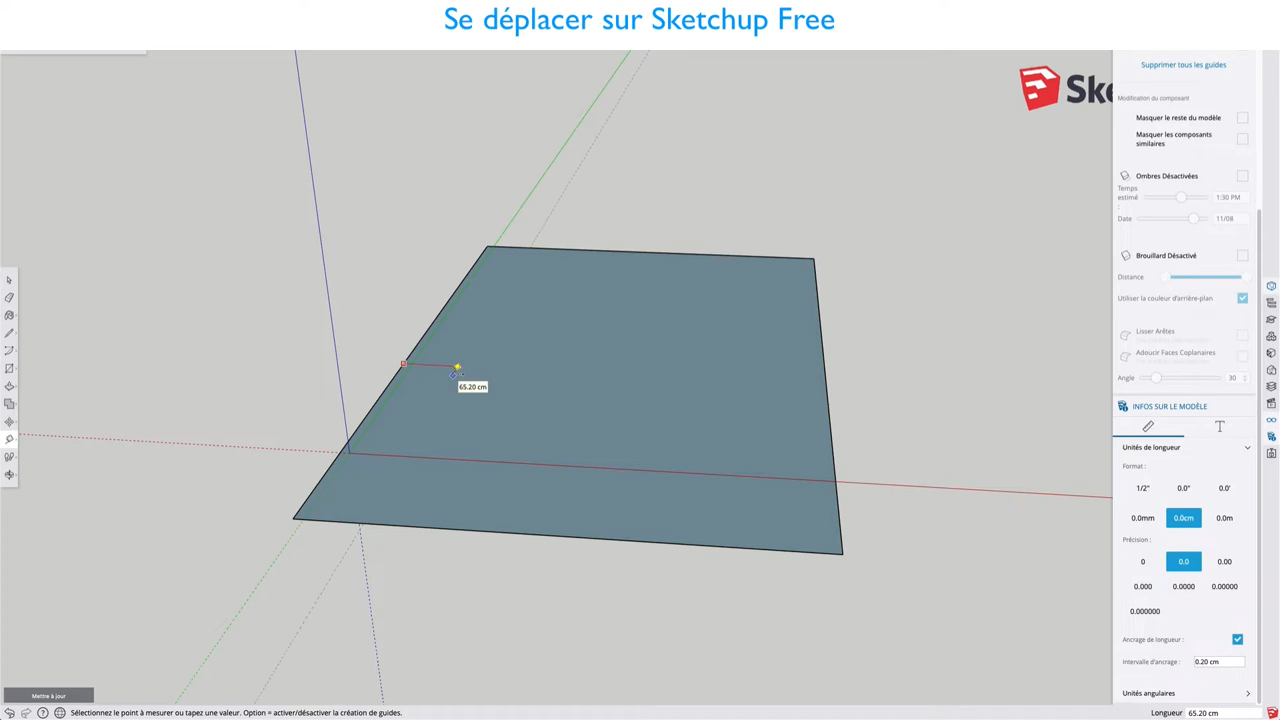 Se déplacer sur Sketchup Free
Supprimer tous les guides
Ske
Modification du composant
Masquer le reste du modèle
Masquer les composants
similaires
Ombres Désactivées
Temps
estimé
:
1:30 PM
Date
11/08
Brouillard Désactivé
Distance
Utiliser la couleur d'arrière-plan
Lisser Arêtes
Adoucir Faces Coplanaires
Angle
30
65.20 cm
INFOS SUR LE MODÈLE
T
Unités de longueur
Format :
1/2" 0.0" 0.0'
0.0mm 0.0cm 0.0m
Précision :
0 0.0 0.00
0.000 0.0000 0.00000
0.000000
Ancrage de longueur :
Intervalle d'ancrage : 0.20 cm
Unités angulaires
Mettre à jour
Sélectionnez le point à mesurer ou tapez une valeur. Option = activer/désactiver la création de guides.
Longueur 65.20 cm